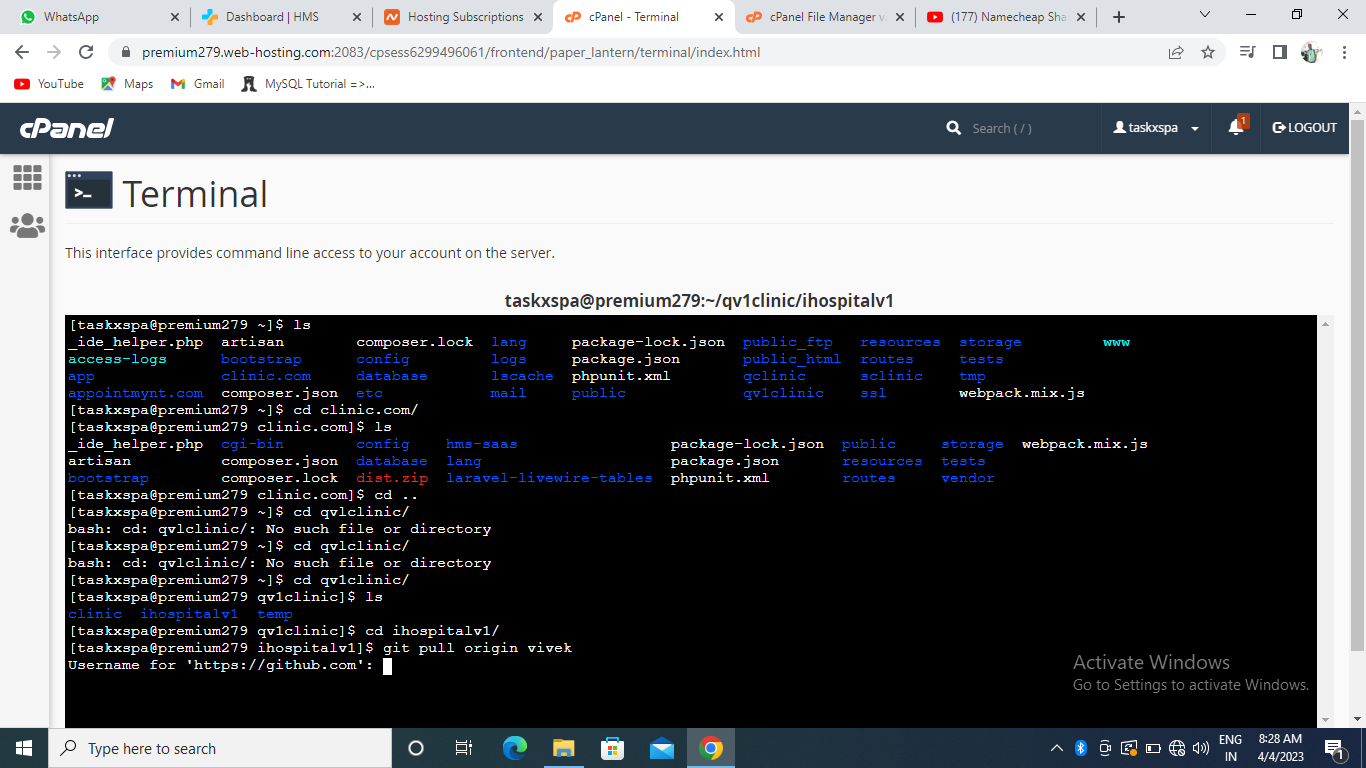 WhatsApp
Dashboard | HMS
Hosting Subscriptions
cPanel - Terminal
cPanel File Manager v
(177) Namecheap Sha
premium279.web-hosting.com:2083/cpsess6299496061/frontend/paper_lantern/terminal/index.html
YouTube
Maps
Gmail
MySQL Tutorial =>...
cPanel
Search ( / )
taskxspa
1
LOGOUT
>_
Terminal
This interface provides command line access to your account on the server.
taskxspa@premium279:~/qv1clinic/ihospitalv1
[taskxspa@premium279 ~]$ ls
_ide_helper.php artisan composer.lock lang package-lock.json public_ftp resources storage www
access-logs bootstrap config logs package.json public_html routes tests
app clinic.com database lscache phpunit.xml qclinic sclinic tmp
appointmynt.com composer.json etc mail public qv1clinic ssl webpack.mix.js
[taskxspa@premium279 ~]$ cd clinic.com/
[taskxspa@premium279 clinic.com]$ ls
_ide_helper.php cgi-bin config hms-saas package-lock.json public storage webpack.mix.js
artisan composer.json database lang package.json resources tests
bootstrap composer.lock dist.zip laravel-livewire-tables phpunit.xml routes vendor
[taskxspa@premium279 clinic.com]$ cd ..
[taskxspa@premium279 ~]$ cd qvlclinic/
bash: cd: qvlclinic/: No such file or directory
[taskxspa@premium279 ~]$ cd qvlclinic/
bash: cd: qvlclinic/: No such file or directory
[taskxspa@premium279 ~]$ cd qv1clinic/
[taskxspa@premium279 qv1clinic]$ ls
clinic ihospitalv1 temp
[taskxspa@premium279 qv1clinic]$ cd ihospitalv1/
[taskxspa@premium279 ihospitalv1]$ git pull origin vivek
Username for 'https://github.com':
Activate Windows
Go to Settings to activate Windows.
Type here to search
ENG
IN
8:28 AM
4/4/2023
1